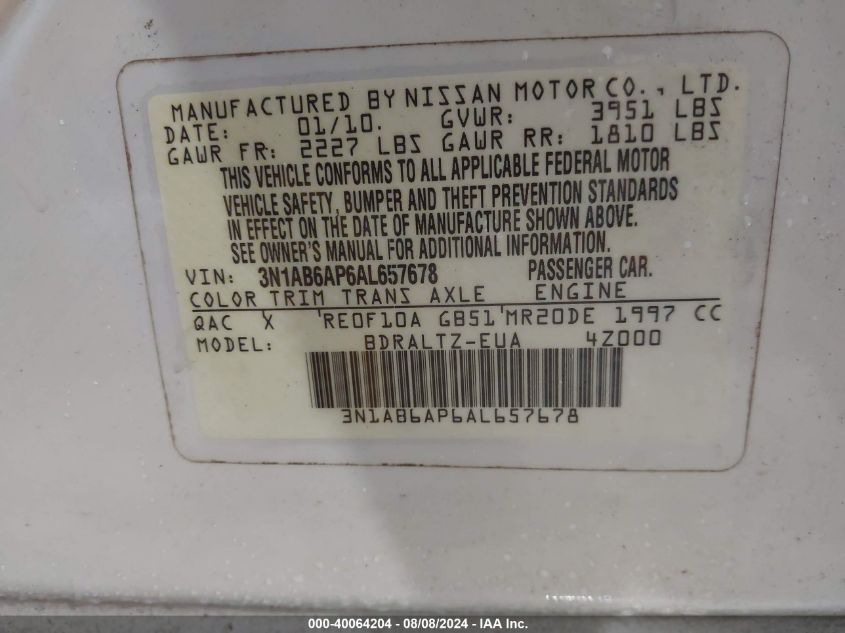 MANUFACTURED BY NISSAN MOTOR CO., LTD.
DATE: 01/10. GVWR: 3951 LBS
GAWR FR: 2227 LBS GAWR RR: 1810 LBS
THIS VEHICLE CONFORMS TO ALL APPLICABLE FEDERAL MOTOR
VEHICLE SAFETY, BUMPER AND THEFT PREVENTION STANDARDS
IN EFFECT ON THE DATE OF MANUFACTURE SHOWN ABOVE.
SEE OWNER'S MANUAL FOR ADDITIONAL INFORMATION.
VIN: 3N1AB6AP6AL657678 PASSENGER CAR.
COLOR TRIM TRANS AXLE ENGINE
QAC X 'RE0F10A GB51'MR20DE 1997 CC
MODEL: BDRALTZ-EUA 4Z000
3N1AB6AP6AL657678
000-40064204 - 08/08/2024 - IAA Inc.